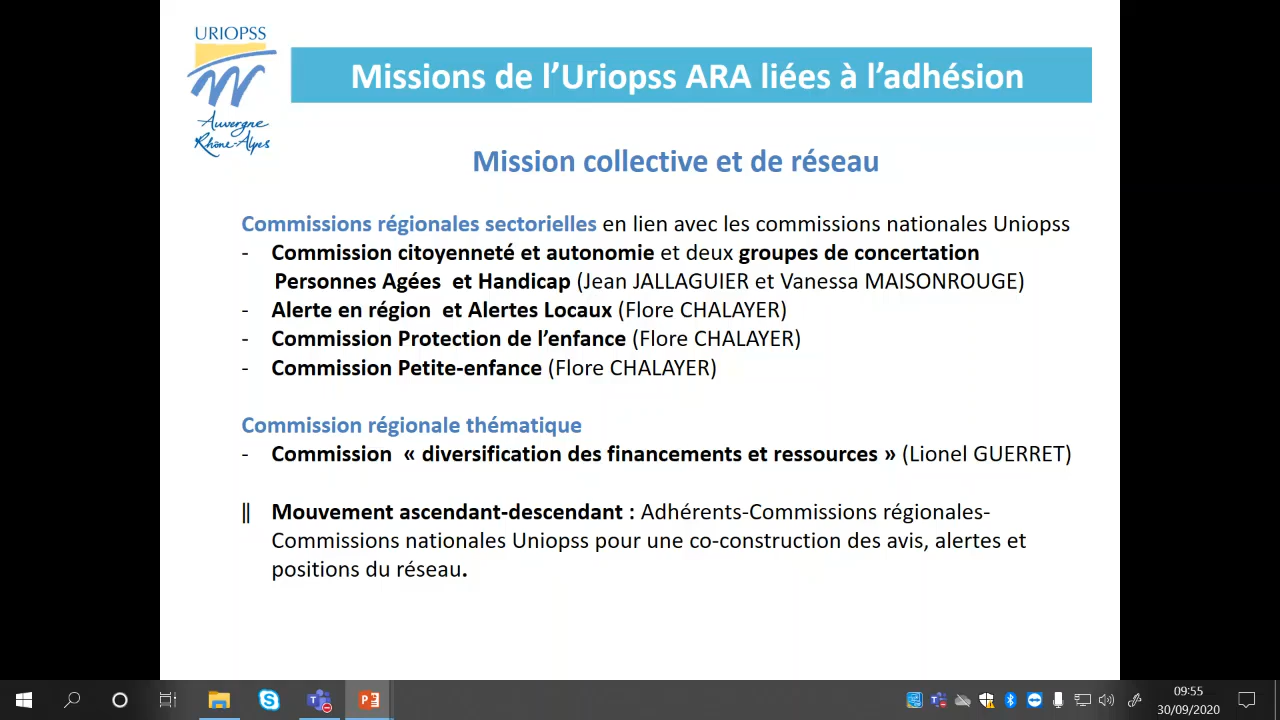 URIOPSS
Auvergne
Rhône-Alpes
Missions de l’Uriopss ARA liées à l’adhésion
Mission collective et de réseau
Commissions régionales sectorielles en lien avec les commissions nationales Uniopss
- Commission citoyenneté et autonomie et deux groupes de concertation
Personnes Agées et Handicap (Jean JALLAGUIER et Vanessa MAISONROUGE)
- Alerte en région et Alertes Locaux (Flore CHALAYER)
- Commission Protection de l’enfance (Flore CHALAYER)
- Commission Petite-enfance (Flore CHALAYER)
Commission régionale thématique
- Commission « diversification des financements et ressources » (Lionel GUERRET)
‖ Mouvement ascendant-descendant : Adhérents-Commissions régionales-
Commissions nationales Uniopss pour une co-construction des avis, alertes et
positions du réseau.
09:55
30/09/2020